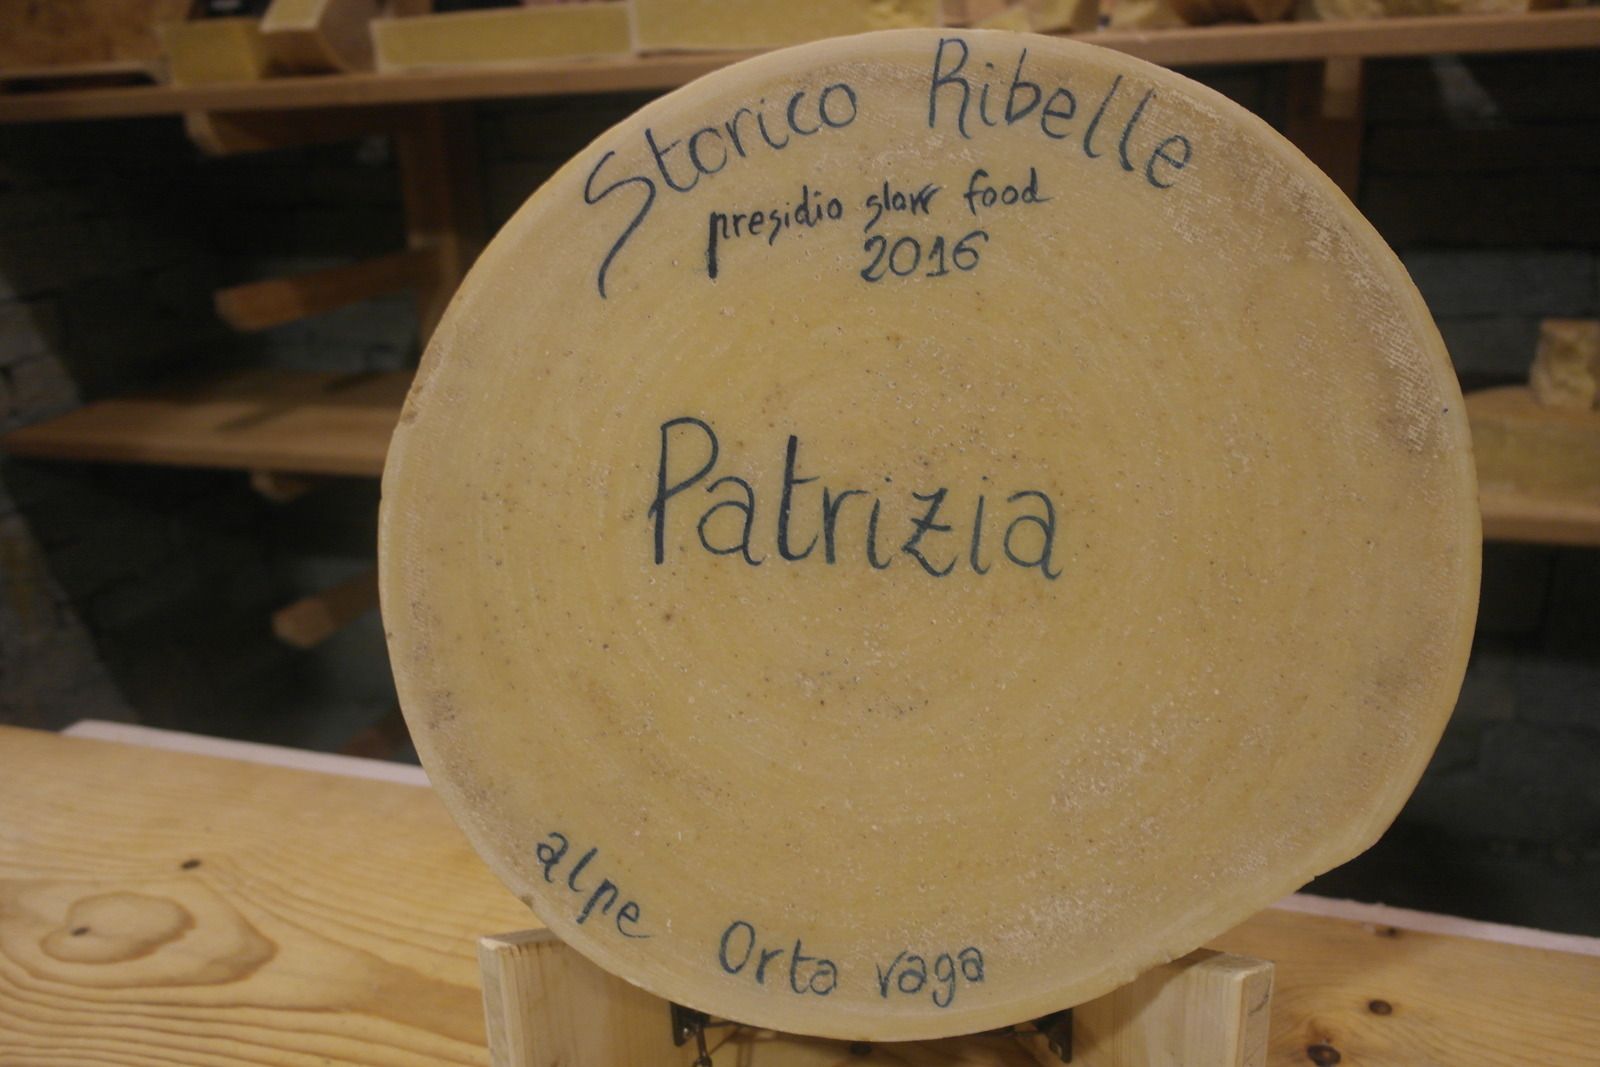 Storico Ribelle
presidio slow food
2016
Patrizia
alpe Orta vaga